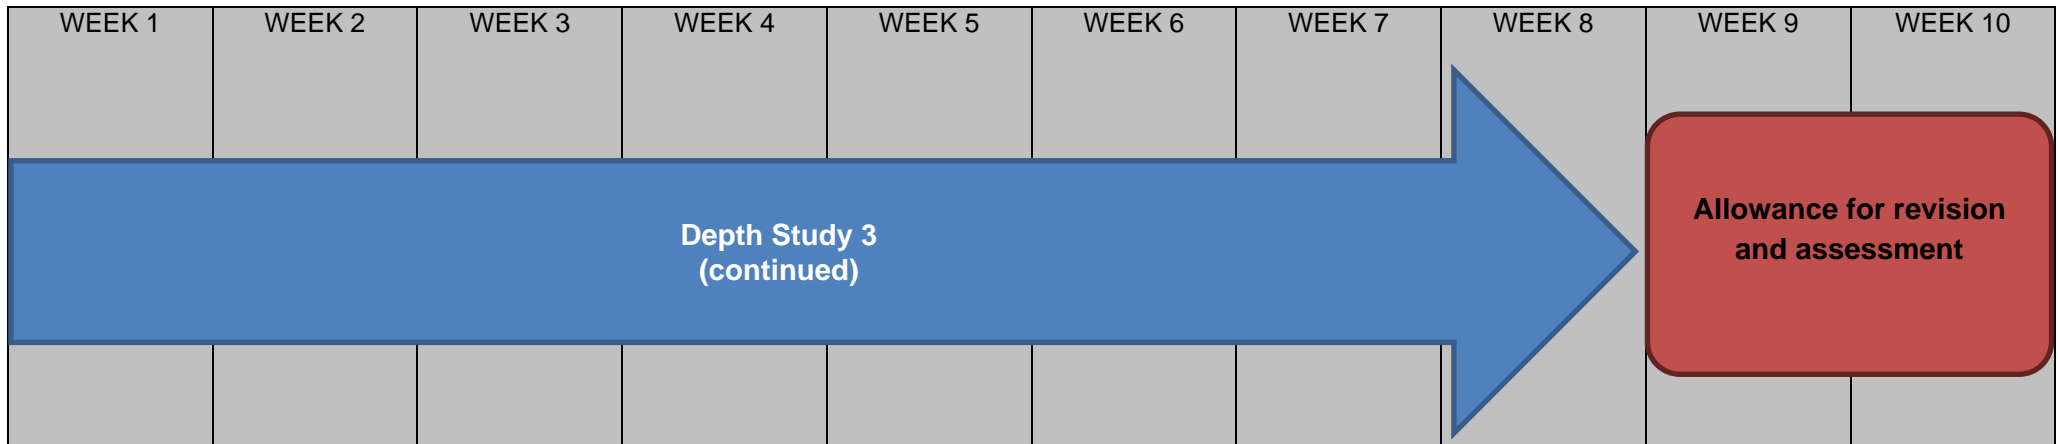 WEEK 1 WEEK 2 WEEK 3 WEEK 4 WEEK 5 WEEK 6 WEEK 7 WEEK 8 WEEK 9 WEEK 10
Depth Study 3
(continued)
Allowance for revision
and assessment